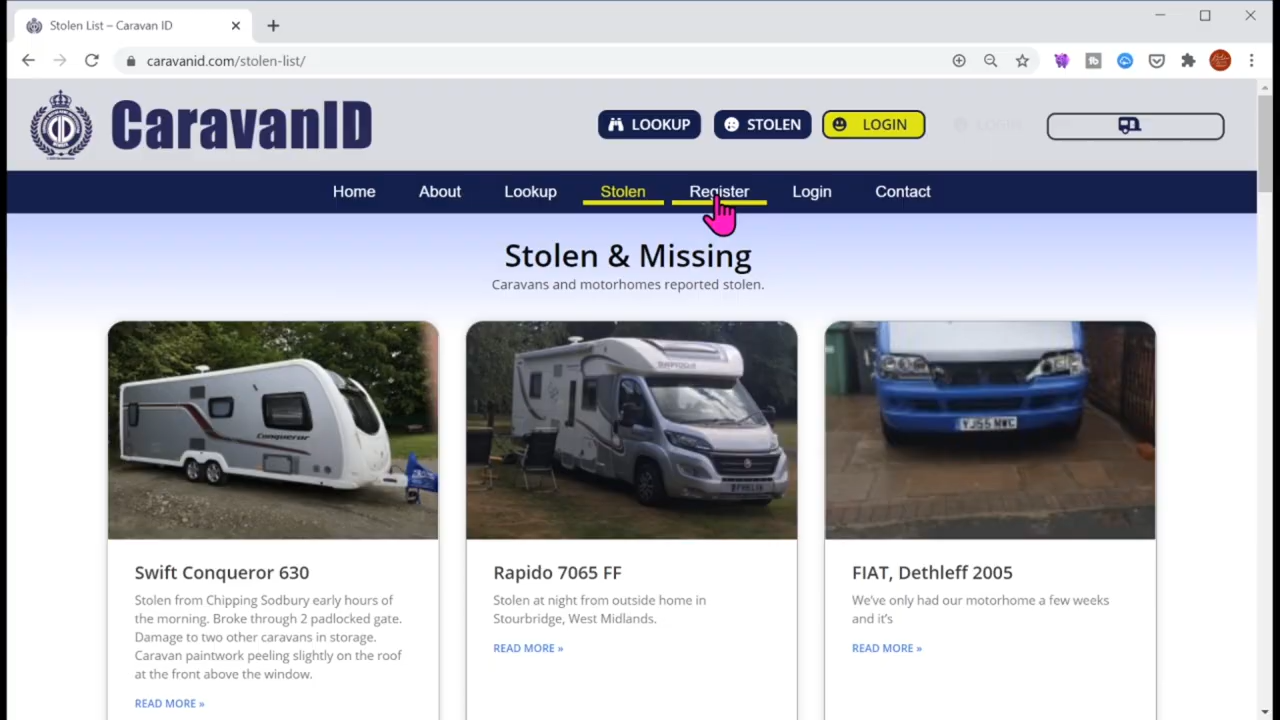 Stolen List – Caravan ID
caravanid.com/stolen-list/
CaravanID
LOOKUP
STOLEN
LOGIN
LOGIN
Home
About
Lookup
Stolen
Register
Login
Contact
Stolen & Missing
Caravans and motorhomes reported stolen.
Conqueror
YJ55 MWC
Swift Conqueror 630
Stolen from Chipping Sodbury early hours of
the morning. Broke through 2 padlocked gate.
Damage to two other caravans in storage.
Caravan paintwork peeling slightly on the roof
at the front above the window.
READ MORE »
Rapido 7065 FF
Stolen at night from outside home in
Stourbridge, West Midlands.
READ MORE »
FIAT, Dethleff 2005
We've only had our motorhome a few weeks
and it's
READ MORE »